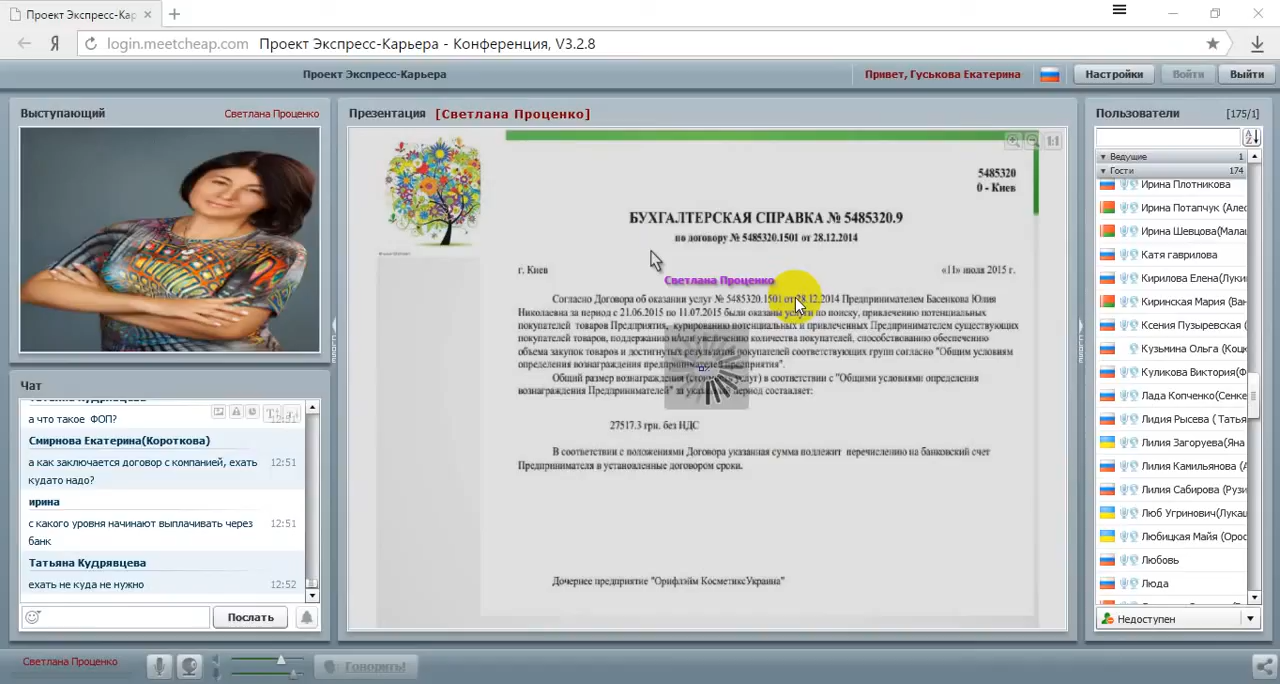 Проект Экспресс-Кар
login.meetcheap.com Проект Экспресс-Карьера - Конференция, V3.2.8
Проект Экспресс-Карьера
Привет, Гуськова Екатерина
Настройки
Войти
Выйти
Выступающий
Светлана Проценко
Чат
а что такое ФОП?
12:51
Смирнова Екатерина(Короткова)
а как заключается договор с компанией, ехать
12:51
кудато надо?
ирина
с какого уровня начинают выплачивать через
12:51
банк
Татьяна Кудрявцева
ехать не куда не нужно
12:52
Послать
Презентация [Светлана Проценко]
1:1
5485320
0 - Киев
БУХГАЛТЕРСКАЯ СПРАВКА № 5485320.9
по договору № 5485320.1501 от 28.12.2014
г. Киев
«11» июля 2015 г.
Светлана Проценко
Согласно Договора об оказании услуг № 5485320.1501 от 28.12.2014 Предпринимателем Басенкова Юлия
Николаевна за период с 21.06.2015 по 11.07.2015 были оказаны услуги по поиску, привлечению потенциальных
покупателей товаров Предприятия, курированию потенциальных и привлеченных Предпринимателем существующих
покупателей товаров, поддержанию и/или увеличению количества покупателей, способствованию обеспечению
объема закупок товаров и достигнутых результатов покупателей соответствующих групп согласно "Общим условиям
определения вознаграждения предпринимателей предприятия".
Общий размер вознаграждения (стоимость услуг) в соответствии с "Общими условиями определения
вознаграждения Предпринимателей" за указанный период составляет:
27517.3 грн. без НДС
В соответствии с положениями Договора указанная сумма подлежит перечислению на банковский счет
Предпринимателя в установленные договором сроки.
Дочернее предприятие "Орифлэйм КосметиксУкраина"
Пользователи [175/1]
Ведущие 1
Гости 174
Ирина Плотникова
Ирина Потапчук (Алес
Ирина Шевцова(Малаш
Катя гаврилова
Кирилова Елена(Луки
Киринская Мария (Ван
Ксения Пузыревская (
Кузьмина Ольга (Коцю
Куликова Виктория(Ф
Лада Копченко(Сенке
Лидия Рысева ( Татья
Лилия Загоруева(Яна
Лилия Камильянова (А
Лилия Сабирова (Рузи
Люб Угринович(Лукаш
Любицкая Майя (Орос
Любовь
Люда
Недоступен
Светлана Проценко
Говорить!